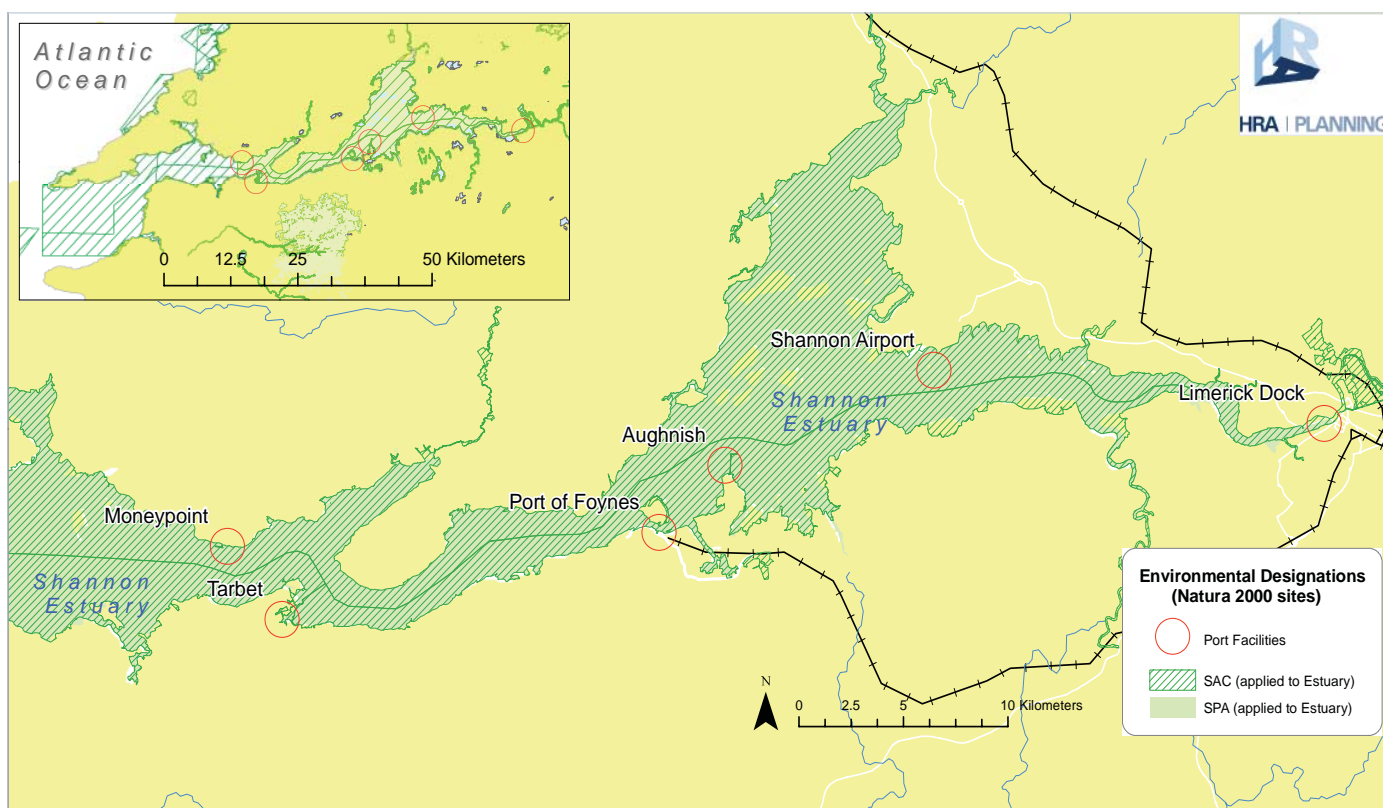 Atlantic
Ocean
0 12.5 25 50 Kilometers
HRA | PLANNING
Shannon Airport
Limerick Dock
Shannon
Estuary
Aughnish
Port of Foynes
Moneypoint
Shannon
Estuary
Tarbet
N
0 2.5 5 10 Kilometers
Environmental Designations
(Natura 2000 sites)
Port Facilities
SAC (applied to Estuary)
SPA (applied to Estuary)